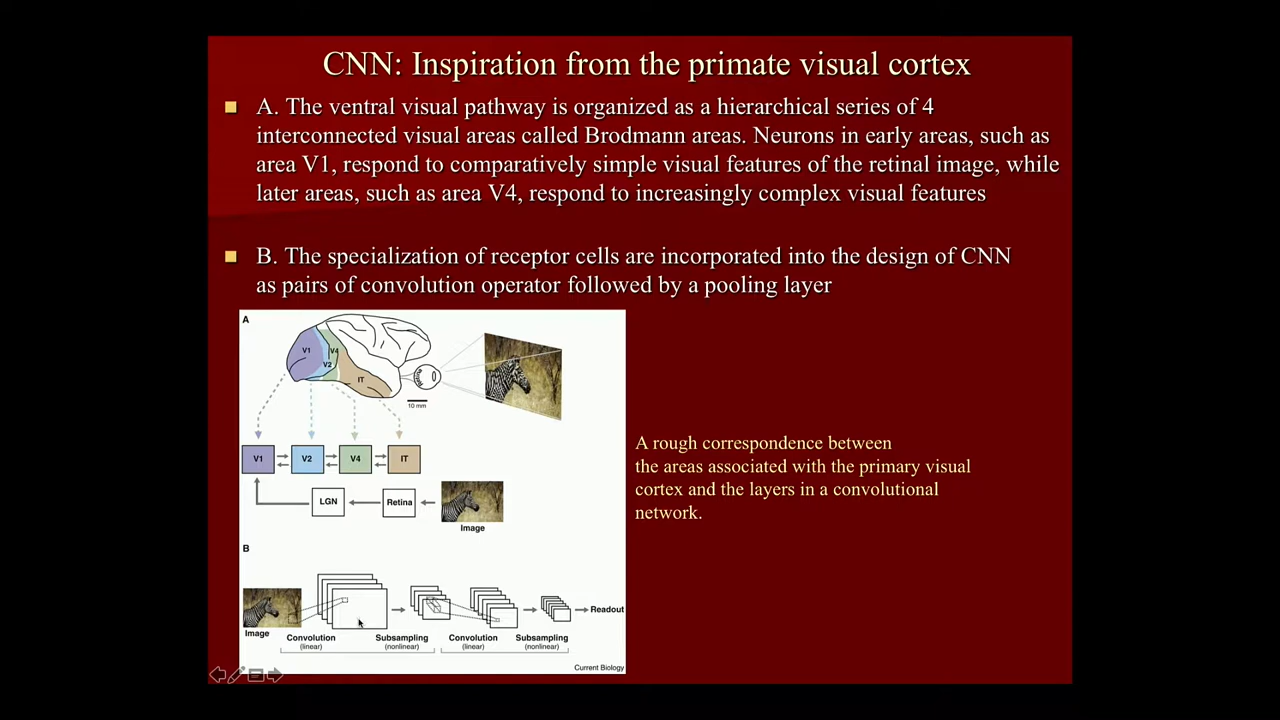 CNN: Inspiration from the primate visual cortex
A. The ventral visual pathway is organized as a hierarchical series of 4
interconnected visual areas called Brodmann areas. Neurons in early areas, such as
area V1, respond to comparatively simple visual features of the retinal image, while
later areas, such as area V4, respond to increasingly complex visual features
B. The specialization of receptor cells are incorporated into the design of CNN
as pairs of convolution operator followed by a pooling layer
A
V1
V4
V2
IT
10 mm
V1 V2 V4 IT
LGN Retina
Image
A rough correspondence between
the areas associated with the primary visual
cortex and the layers in a convolutional
network.
B
Readout
Image
Convolution Subsampling Convolution Subsampling
(linear) (nonlinear) (linear) (nonlinear)
Current Biology